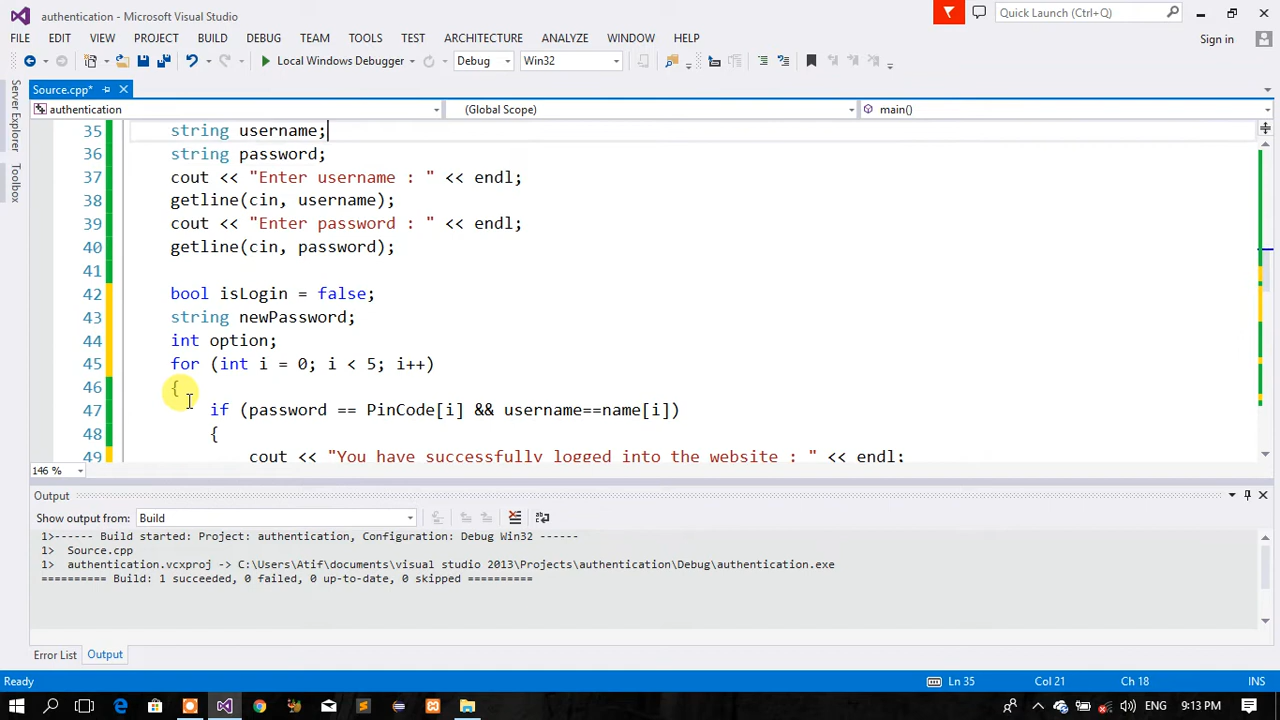 authentication - Microsoft Visual Studio
Quick Launch (Ctrl+Q)
FILE EDIT VIEW PROJECT BUILD DEBUG TEAM TOOLS TEST ARCHITECTURE ANALYZE WINDOW HELP
Sign in
Local Windows Debugger Debug Win32
Server Explorer
Toolbox
Source.cpp*
authentication (Global Scope) main()
35 string username;
36 string password;
37 cout << "Enter username : " << endl;
38 getline(cin, username);
39 cout << "Enter password : " << endl;
40 getline(cin, password);
41
42 bool isLogin = false;
43 string newPassword;
44 int option;
45 for (int i = 0; i < 5; i++)
46 {
47 if (password == PinCode[i] && username==name[i])
48 {
49 cout << "You have successfully logged into the website : " << endl;
146 %
Output
Show output from: Build
1>------ Build started: Project: authentication, Configuration: Debug Win32 ------
1> Source.cpp
1> authentication.vcxproj -> C:\Users\Atif\documents\visual studio 2013\Projects\authentication\Debug\authentication.exe
========== Build: 1 succeeded, 0 failed, 0 up-to-date, 0 skipped ==========
Error List Output
Ready Ln 35 Col 21 Ch 18 INS
9:13 PM